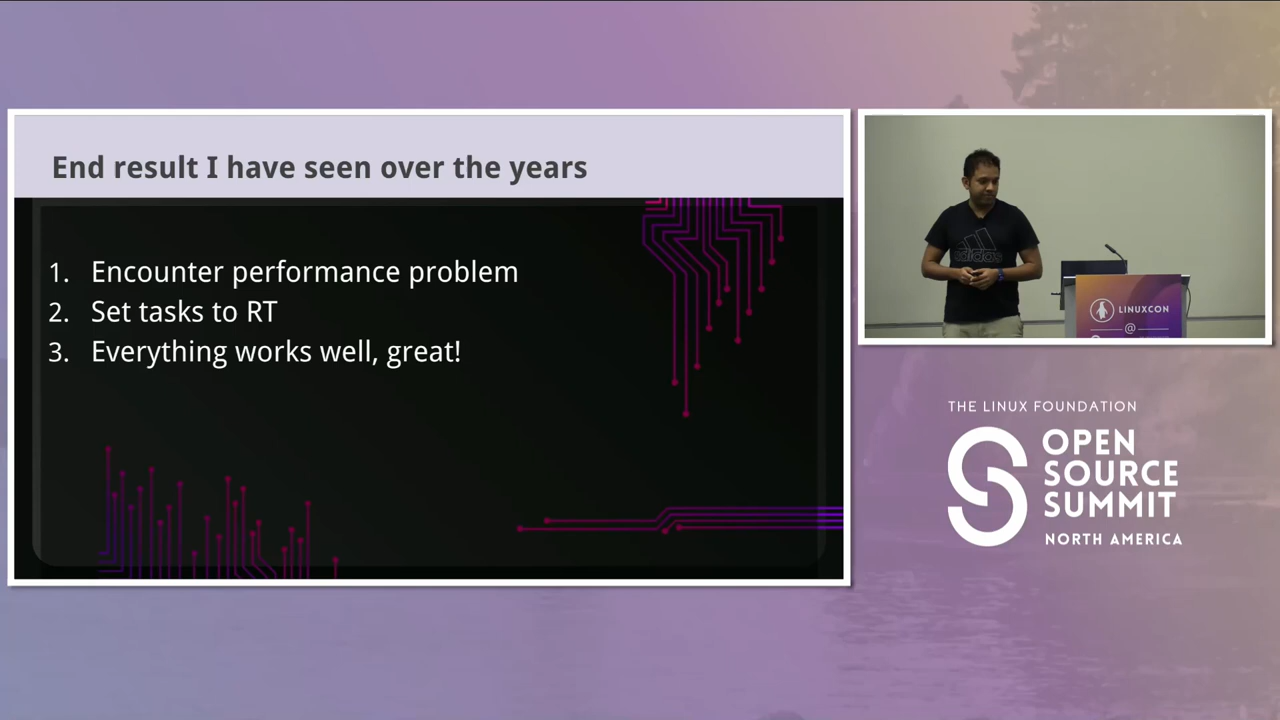 End result I have seen over the years
1. Encounter performance problem
2. Set tasks to RT
3. Everything works well, great!
adidas
LINUXCON
@
THE LINUX FOUNDATION
OPEN
SOURCE
SUMMIT
NORTH AMERICA